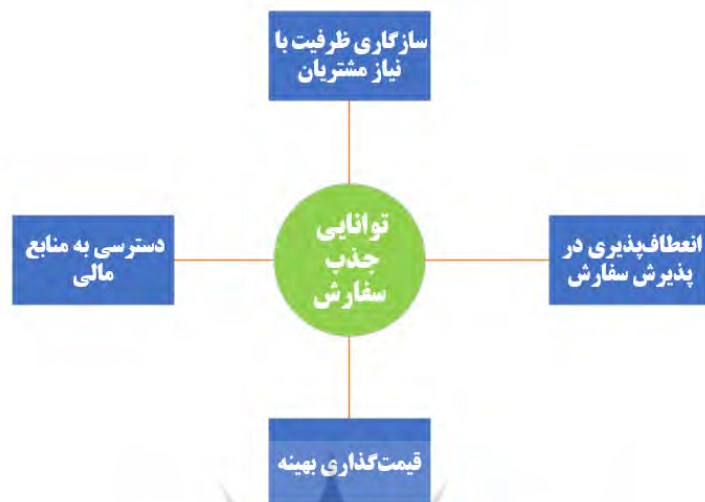 سازگاری ظرفیت با
نیاز مشتریان
انعطاف‌پذیری در
پذیرش سفارش
توانایی
جذب
سفارش
دسترسی به منابع
مالی
قیمت‌گذاری بهینه